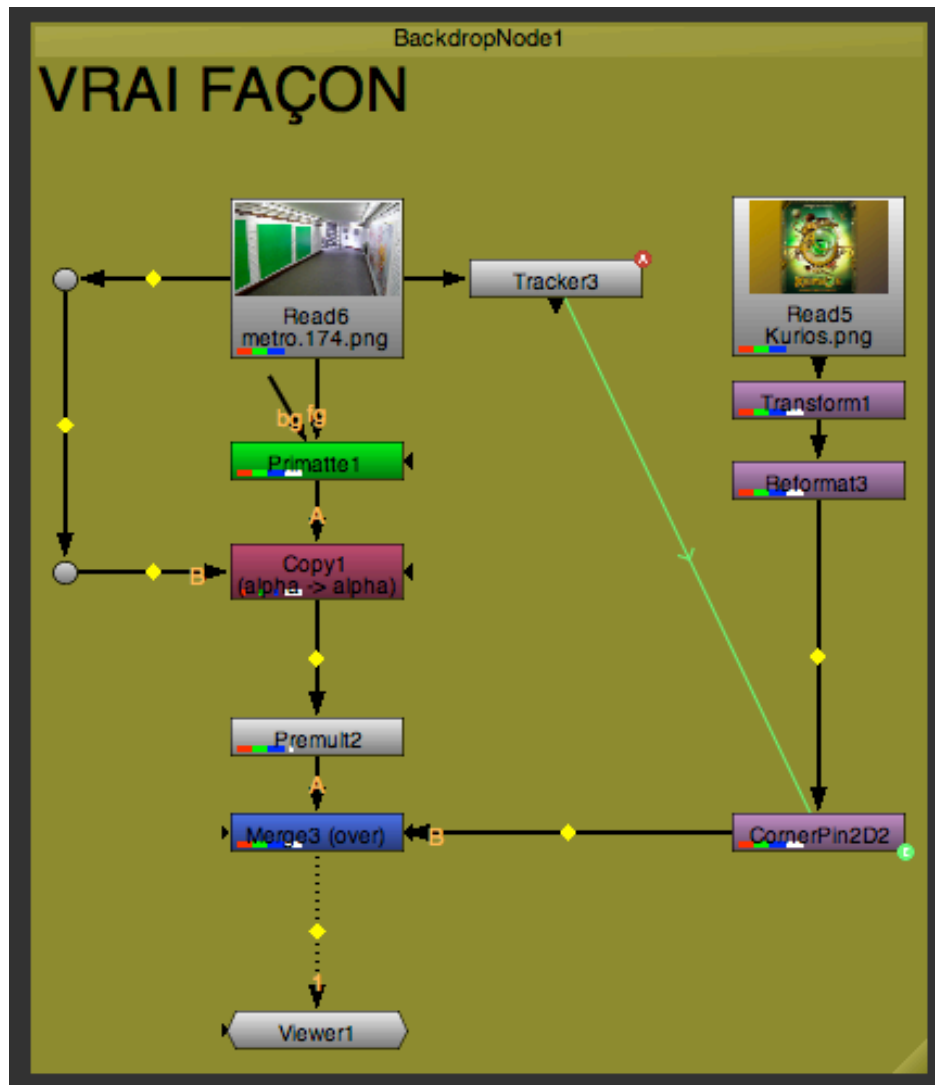 BackdropNode1
VRAI FAÇON
Read6
metro.174.png
Tracker3
Read5
Kurios.png
Transform1
bg
fg
Primatte1
Reformat3
A
B
Copy1
(alpha -> alpha)
Premult2
A
Merge3 (over)
B
CornerPin2D2
1
Viewer1